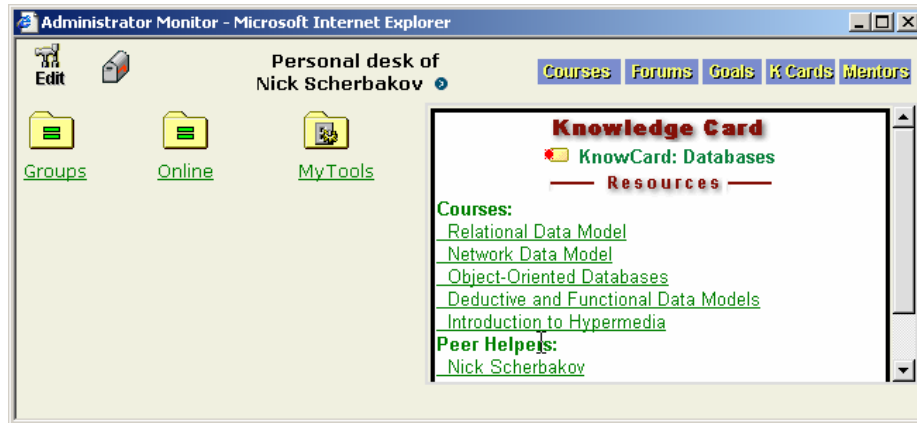 Administrator Monitor - Microsoft Internet Explorer
Edit
Personal desk of
Nick Scherbakov
Courses Forums Goals K Cards Mentors
Groups
Online
MyTools
Knowledge Card
KnowCard: Databases
Resources
Courses:
Relational Data Model
Network Data Model
Object-Oriented Databases
Deductive and Functional Data Models
Introduction to Hypermedia
Peer Helpers:
Nick Scherbakov